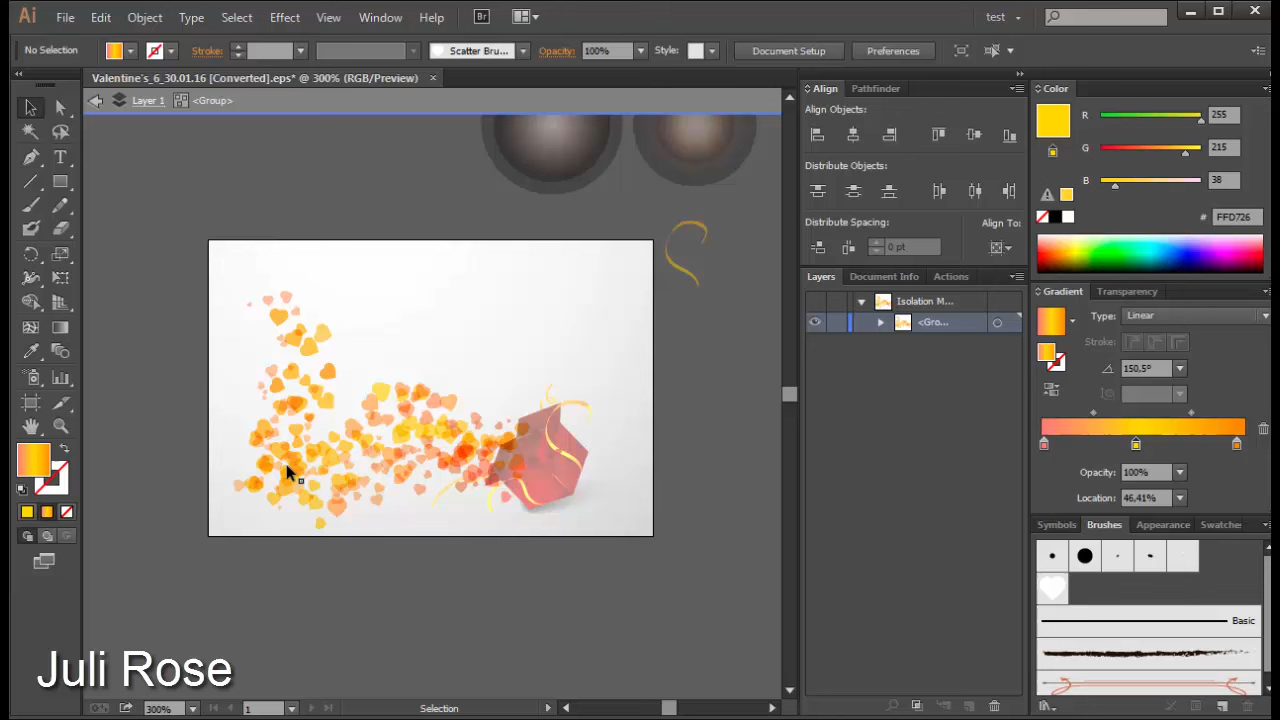 Ai File Edit Object Type Select Effect View Window Help Br test
No Selection Stroke: Scatter Bru... Opacity: 100% Style: Document Setup Preferences
Valentine's_6_30.01.16 [Converted].eps* @ 300% (RGB/Preview)
Layer 1 <Group>
Align Pathfinder
Align Objects:
Distribute Objects:
Distribute Spacing: Align To:
0 pt
Layers Document Info Actions
Isolation M...
<Gro...
Color
R 255
G 215
B 38
# FFD726
Gradient Transparency
Type: Linear
Stroke:
150,5°
Opacity: 100%
Location: 46,41%
Symbols Brushes Appearance Swatches
Basic
Juli Rose
300% 1 Selection